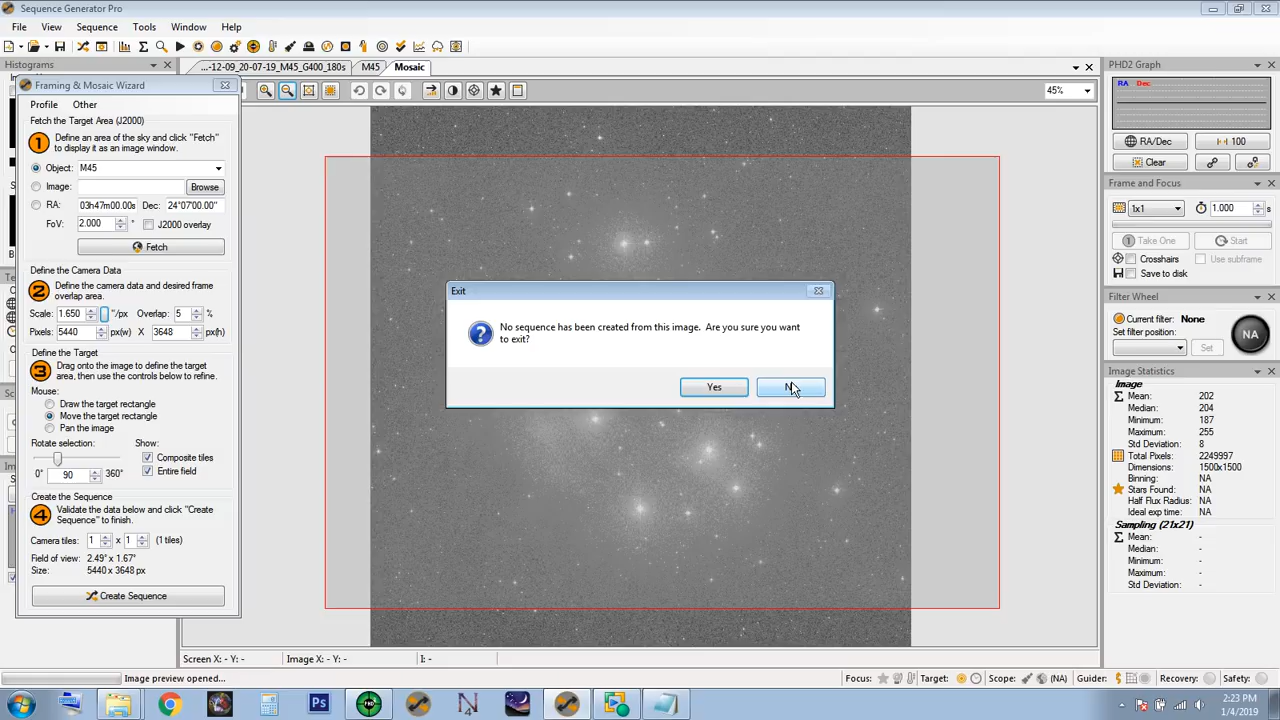 Sequence Generator Pro
File View Sequence Tools Window Help
Histograms
...-12-09_20-07-19_M45_G400_180s M45 Mosaic
45%
Framing & Mosaic Wizard
Profile Other
Fetch the Target Area (J2000)
1 Define an area of the sky and click "Fetch"
to display it as an image window.
Object: M45
Image: Browse
RA: 03h47m00.00s Dec: 24°07'00.00"
FoV: 2.000 ° J2000 overlay
Fetch
Define the Camera Data
2 Define the camera data and desired frame
overlap area.
Scale: 1.650 "/px Overlap: 5 %
Pixels: 5440 px(w) X 3648 px(h)
Define the Target
3 Drag onto the image to define the target
area, then use the controls below to refine.
Mouse:
Draw the target rectangle
Move the target rectangle
Pan the image
Rotate selection: Show:
Composite tiles
0° 90 360° Entire field
Create the Sequence
4 Validate the data below and click "Create
Sequence" to finish.
Camera tiles: 1 x 1 (1 tiles)
Field of view: 2.49° x 1.67°
Size: 5440 x 3648 px
Create Sequence
Exit
No sequence has been created from this image. Are you sure you want
to exit?
Yes
PHD2 Graph
RA Dec
RA/Dec 100
Clear
Frame and Focus
1x1 1.000 s
Take One Start
Crosshairs Use subframe
Save to disk
Filter Wheel
Current filter: None
Set filter position: NA
Set
Image Statistics
Image
Mean: 202
Median: 204
Minimum: 187
Maximum: 255
Std Deviation: 8
Total Pixels: 2249997
Dimensions: 1500x1500
Binning: NA
Stars Found: NA
Half Flux Radius: NA
Ideal exp time: NA
Sampling (21x21)
Mean: -
Median: -
Minimum: -
Maximum: -
Std Deviation: -
Screen X: - Y: - Image X: - Y: - I: -
Image preview opened... Focus: Target: Scope: (NA) Guider: Recovery: Safety:
Ps PHD N
2:23 PM
1/4/2019